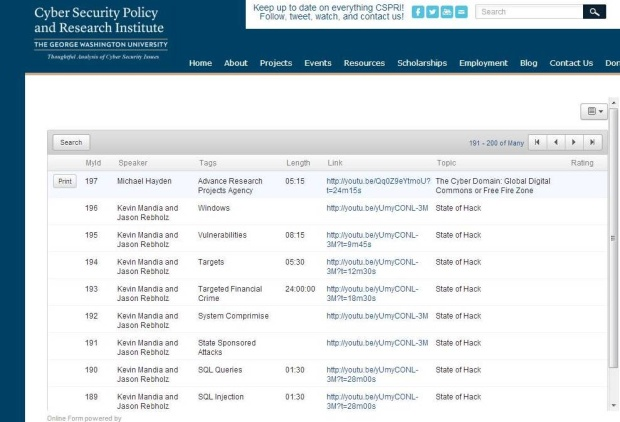 Cyber Security Policy
and Research Institute
THE GEORGE WASHINGTON UNIVERSITY
Thoughtful Analysis of Cyber Security Issues
Keep up to date on everything CSPRI!
Follow, tweet, watch, and contact us!
Search
Home About Projects Events Resources Scholarships Employment Blog Contact Us Don
Search
191 - 200 of Many
MyId Speaker Tags Length Link Topic Rating
Print 197 Michael Hayden Advance Research 05:15 http://youtu.be/Qq0Z9eYtmoU? The Cyber Domain: Global Digital
Projects Agency t=24m15s Commons or Free Fire Zone
196 Kevin Mandia and Windows http://youtu.be/yUmyCONL-3M State of Hack
Jason Rebholz
195 Kevin Mandia and Vulnerabilities 08:15 http://youtu.be/yUmyCONL- State of Hack
Jason Rebholz 3M?t=9m45s
194 Kevin Mandia and Targets 05:30 http://youtu.be/yUmyCONL- State of Hack
Jason Rebholz 3M?t=12m30s
193 Kevin Mandia and Targeted Financial 24:00:00 http://youtu.be/yUmyCONL- State of Hack
Jason Rebholz Crime 3M?t=18m30s
192 Kevin Mandia and System Comprimise http://youtu.be/yUmyCONL-3M State of Hack
Jason Rebholz
191 Kevin Mandia and State Sponsored http://youtu.be/yUmyCONL-3M State of Hack
Jason Rebholz Attacks
190 Kevin Mandia and SQL Queries 01:30 http://youtu.be/yUmyCONL- State of Hack
Jason Rebholz 3M?t=28m00s
189 Kevin Mandia and SQL Injection 01:30 http://youtu.be/yUmyCONL- State of Hack
Jason Rebholz 3M?t=28m00s
Online Form powered by